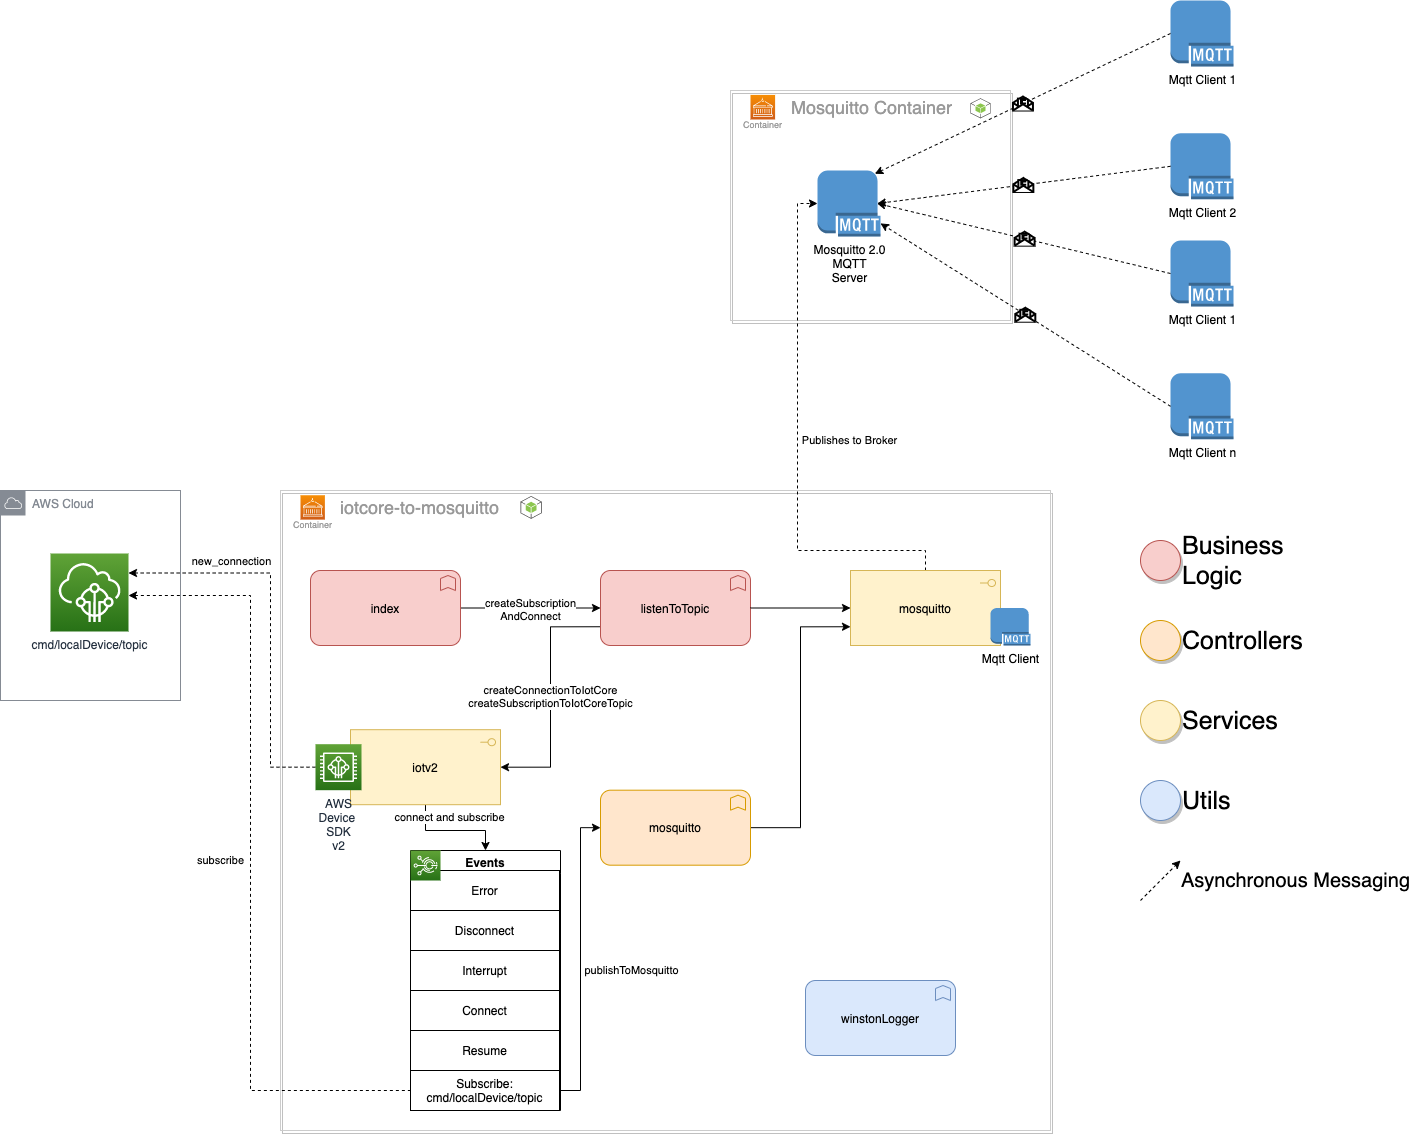 MQTT
Mqtt Client 1
Container
Mosquitto Container
MQTT
Mqtt Client 2
MQTT
Mosquitto 2.0
MQTT
Server
MQTT
Mqtt Client 1
MQTT
Mqtt Client n
Publishes to Broker
AWS Cloud
cmd/localDevice/topic
new_connection
subscribe
Container
iotcore-to-mosquitto
index
createSubscription
AndConnect
listenToTopic
mosquitto
MQTT
Mqtt Client
createConnectionToIotCore
createSubscriptionToIotCoreTopic
iotv2
AWS
Device
SDK
v2
connect and subscribe
Events
Error
Disconnect
Interrupt
Connect
Resume
Subscribe:
cmd/localDevice/topic
mosquitto
publishToMosquitto
winstonLogger
Business
Logic
Controllers
Services
Utils
Asynchronous Messaging